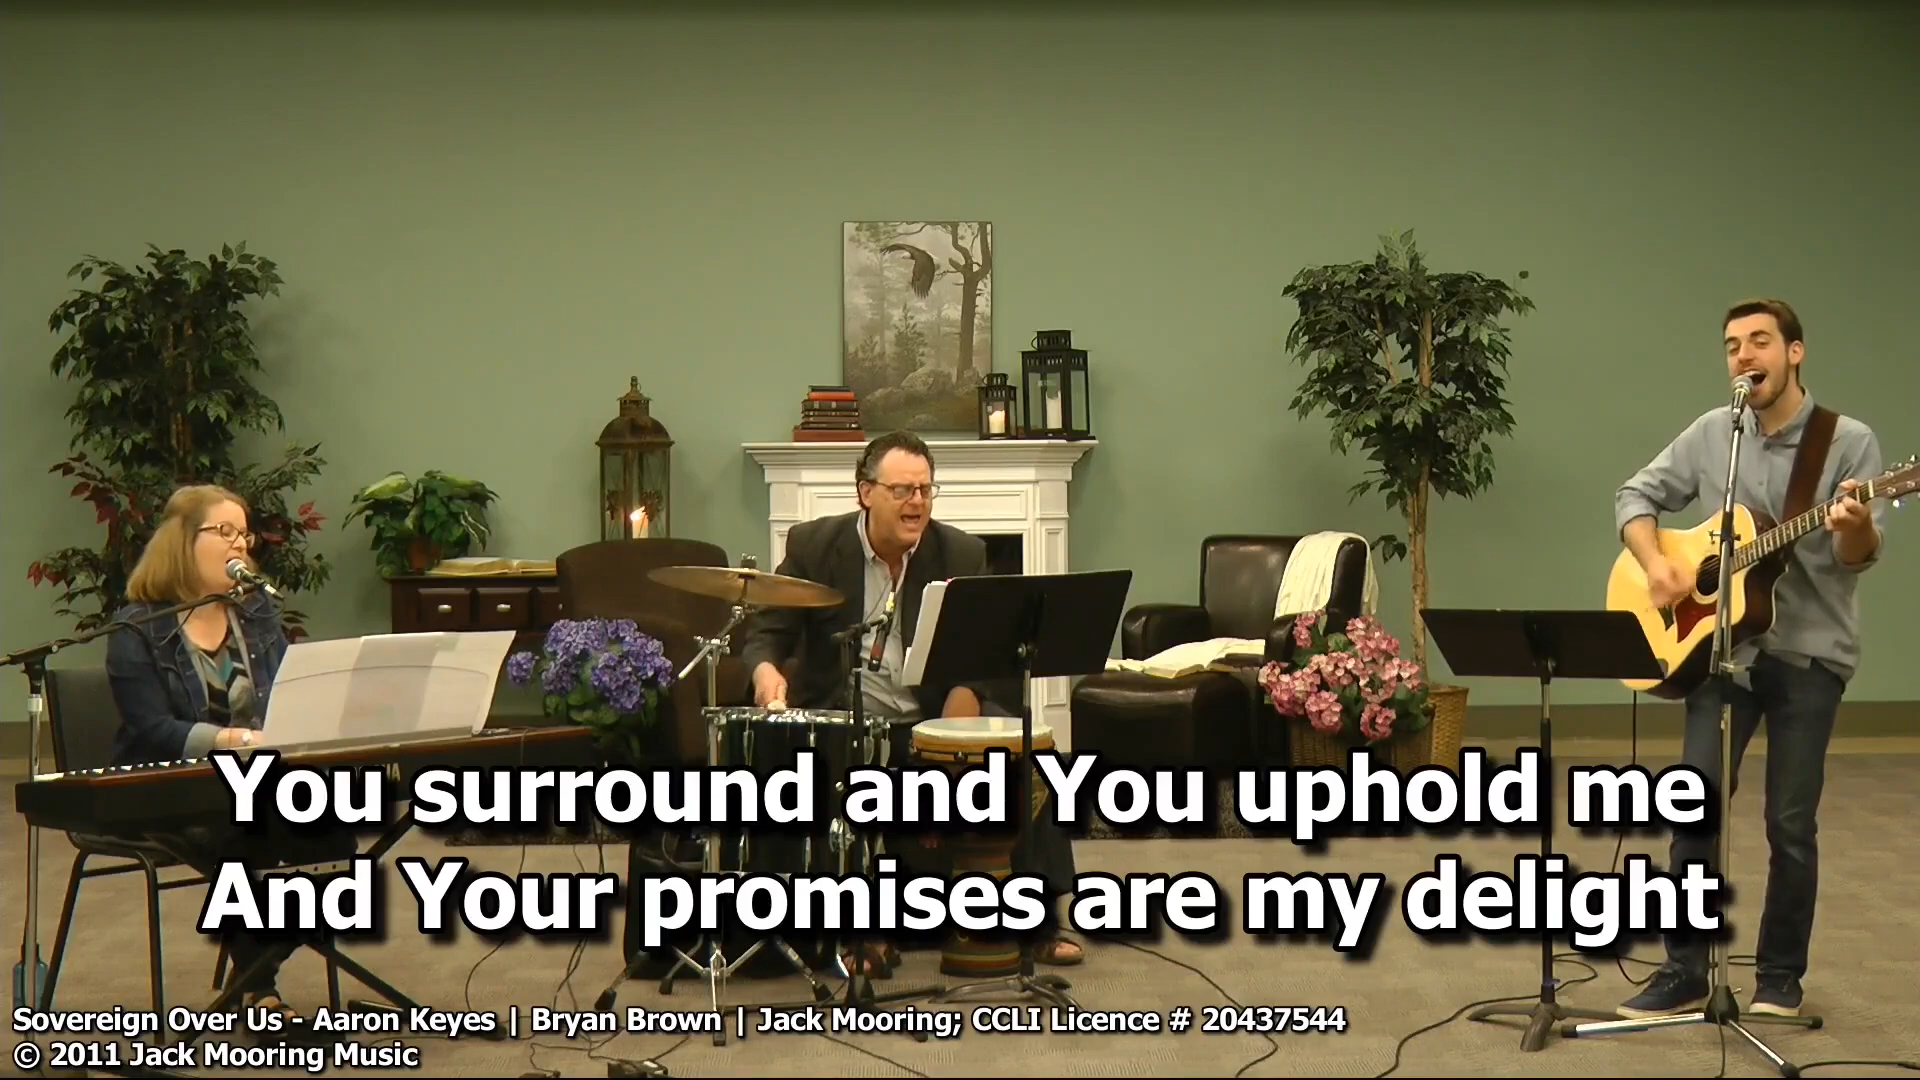 You surround and You uphold me
And Your promises are my delight
Sovereign Over Us - Aaron Keyes | Bryan Brown | Jack Mooring; CCLI Licence # 20437544
© 2011 Jack Mooring Music